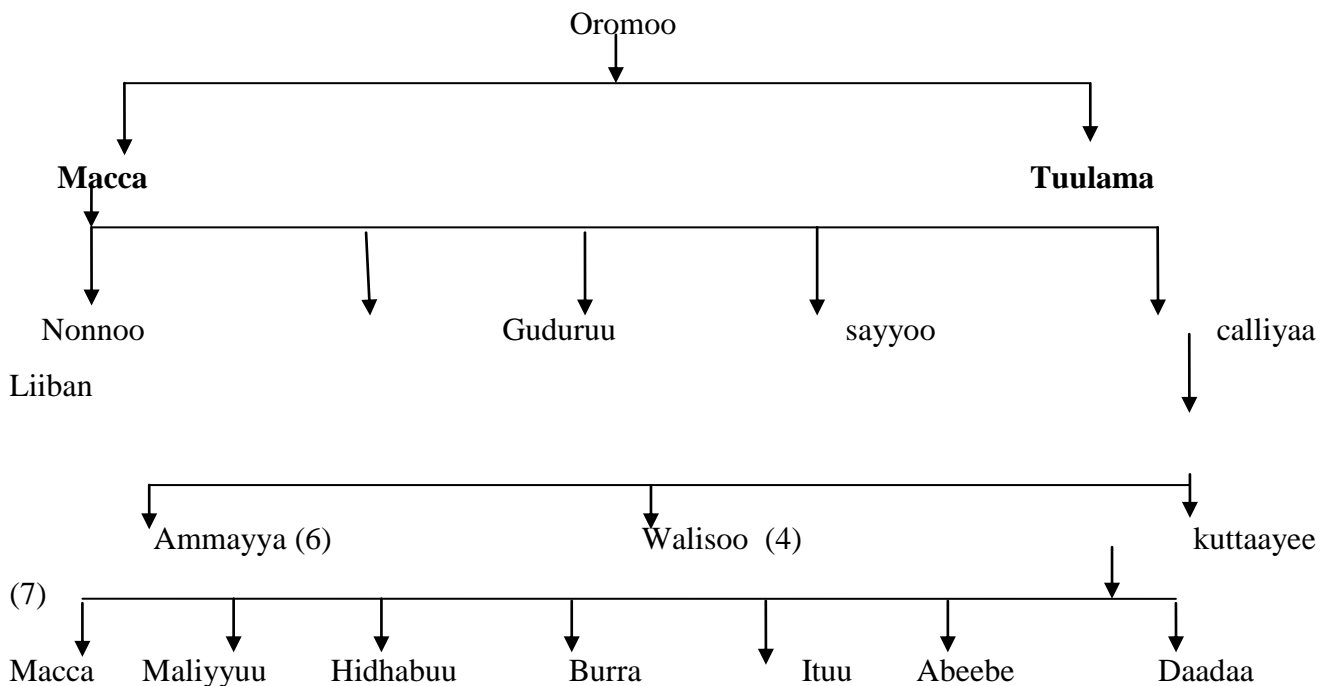 Oromoo
Macca Tuulama
Nonnoo Guduruu sayyoo calliyaa
Liiban
Ammayya (6) Walisoo (4) kuttaayee
(7)
Macca Maliyyuu Hidhabuu Burra Ituu Abeebe Daadaa